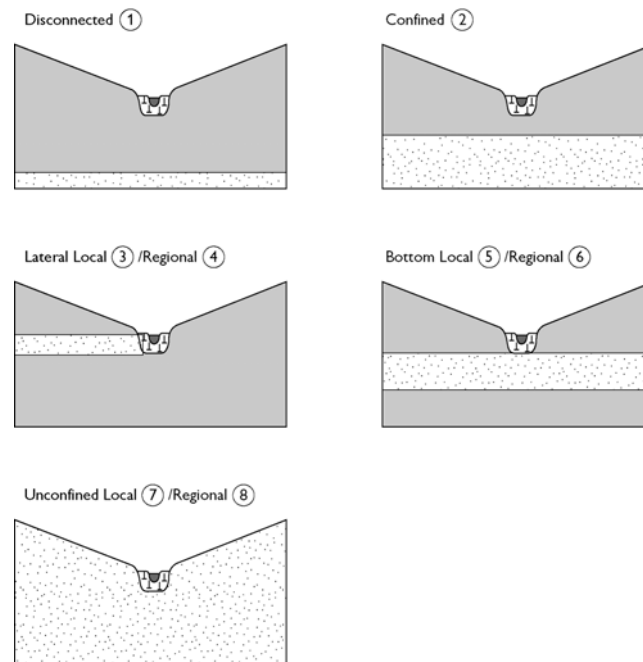 Disconnected 1
Confined 2
Lateral Local 3 /Regional 4
Bottom Local 5 /Regional 6
Unconfined Local 7 /Regional 8